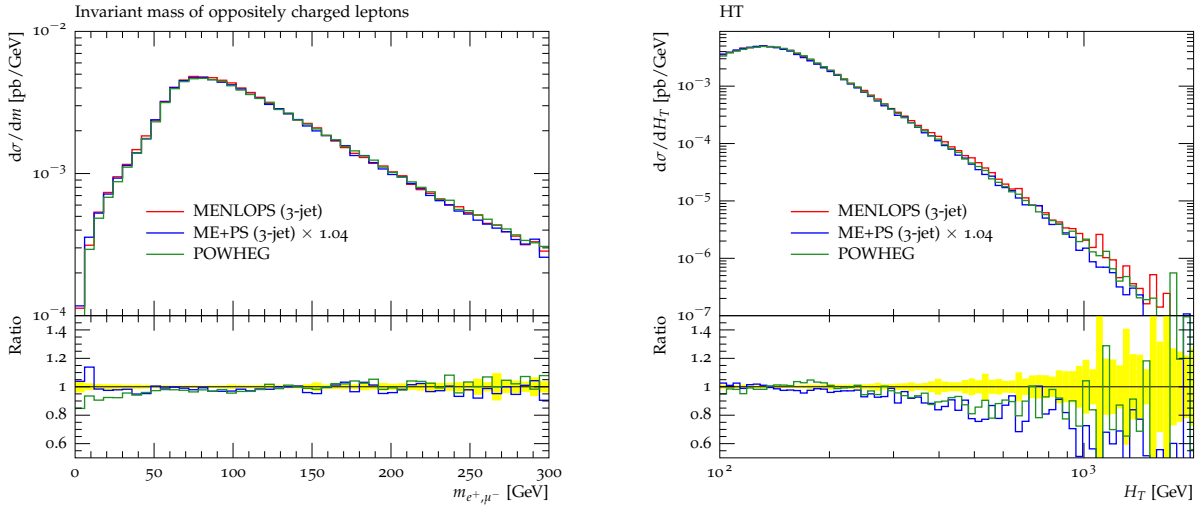 Invariant mass of oppositely charged leptons
dσ/dm [pb/GeV]
10⁻²
10⁻³
10⁻⁴
MENLOPS (3-jet)
ME+PS (3-jet) × 1.04
POWHEG
Ratio
1.4
1.2
1
0.8
0.6
0 50 100 150 200 250 300
m_{e⁺,μ⁻} [GeV]
HT
dσ/dH_T [pb/GeV]
10⁻³
10⁻⁴
10⁻⁵
10⁻⁶
10⁻⁷
MENLOPS (3-jet)
ME+PS (3-jet) × 1.04
POWHEG
Ratio
1.4
1.2
1
0.8
0.6
10² 10³
H_T [GeV]